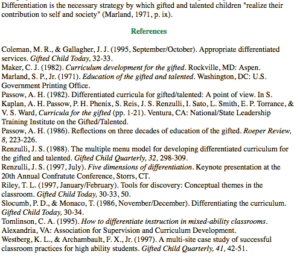 Differentiation is the necessary strategy by which gifted and talented children "realize their
contribution to self and society" (Marland, 1971, p. ix).
References
Coleman, M. R., & Gallagher, J. J. (1995, September/October). Appropriate differentiated
services. Gifted Child Today, 32-33.
Maker, C. J. (1982). Curriculum development for the gifted. Rockville, MD: Aspen.
Marland, S. P., Jr. (1971). Education of the gifted and talented. Washington, DC: U.S.
Government Printing Office.
Passow, A. H. (1982). Differentiated curricula for gifted/talented: A point of view. In S.
Kaplan, A. H. Passow, P. H. Phenix, S. Reis, J. S. Renzulli, I. Sato, L. Smith, E. P. Torrance, &
V. S. Ward, Curricula for the gifted (pp. 1-21). Ventura, CA: National/State Leadership
Training Institute on the Gifted/Talented.
Passow, A. H. (1986). Reflections on three decades of education of the gifted. Roeper Review,
8, 223-226.
Renzulli, J. S. (1988). The multiple menu model for developing differentiated curriculum for
the gifted and talented. Gifted Child Quarterly, 32, 298-309.
Renzulli, J. S. (1997, July). Five dimensions of differentiation. Keynote presentation at the
20th Annual Confratute Conference, Storrs, CT.
Riley, T. L. (1997, January/February). Tools for discovery: Conceptual themes in the
classroom. Gifted Child Today, 30-33, 50.
Slocumb, P. D., & Monaco, T. (1986, November/December). Differentiating the curriculum.
Gifted Child Today, 30-34.
Tomlinson, C. A. (1995). How to differentiate instruction in mixed-ability classrooms.
Alexandria, VA: Association for Supervision and Curriculum Development.
Westberg, K. L., & Archambault, F. X., Jr. (1997). A multi-site case study of successful
classroom practices for high ability students. Gifted Child Quarterly, 41, 42-51.